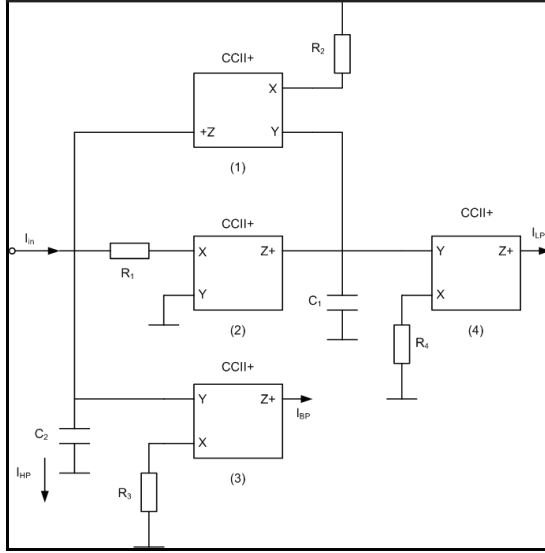 R2
CCII+
X
Y
+Z
(1)
CCII+
Iin
R1
X
Z+
Y
(2)
C1
CCII+
ILP
Y
Z+
X
(4)
R4
CCII+
Y
Z+
IBP
X
(3)
C2
IHP
R3